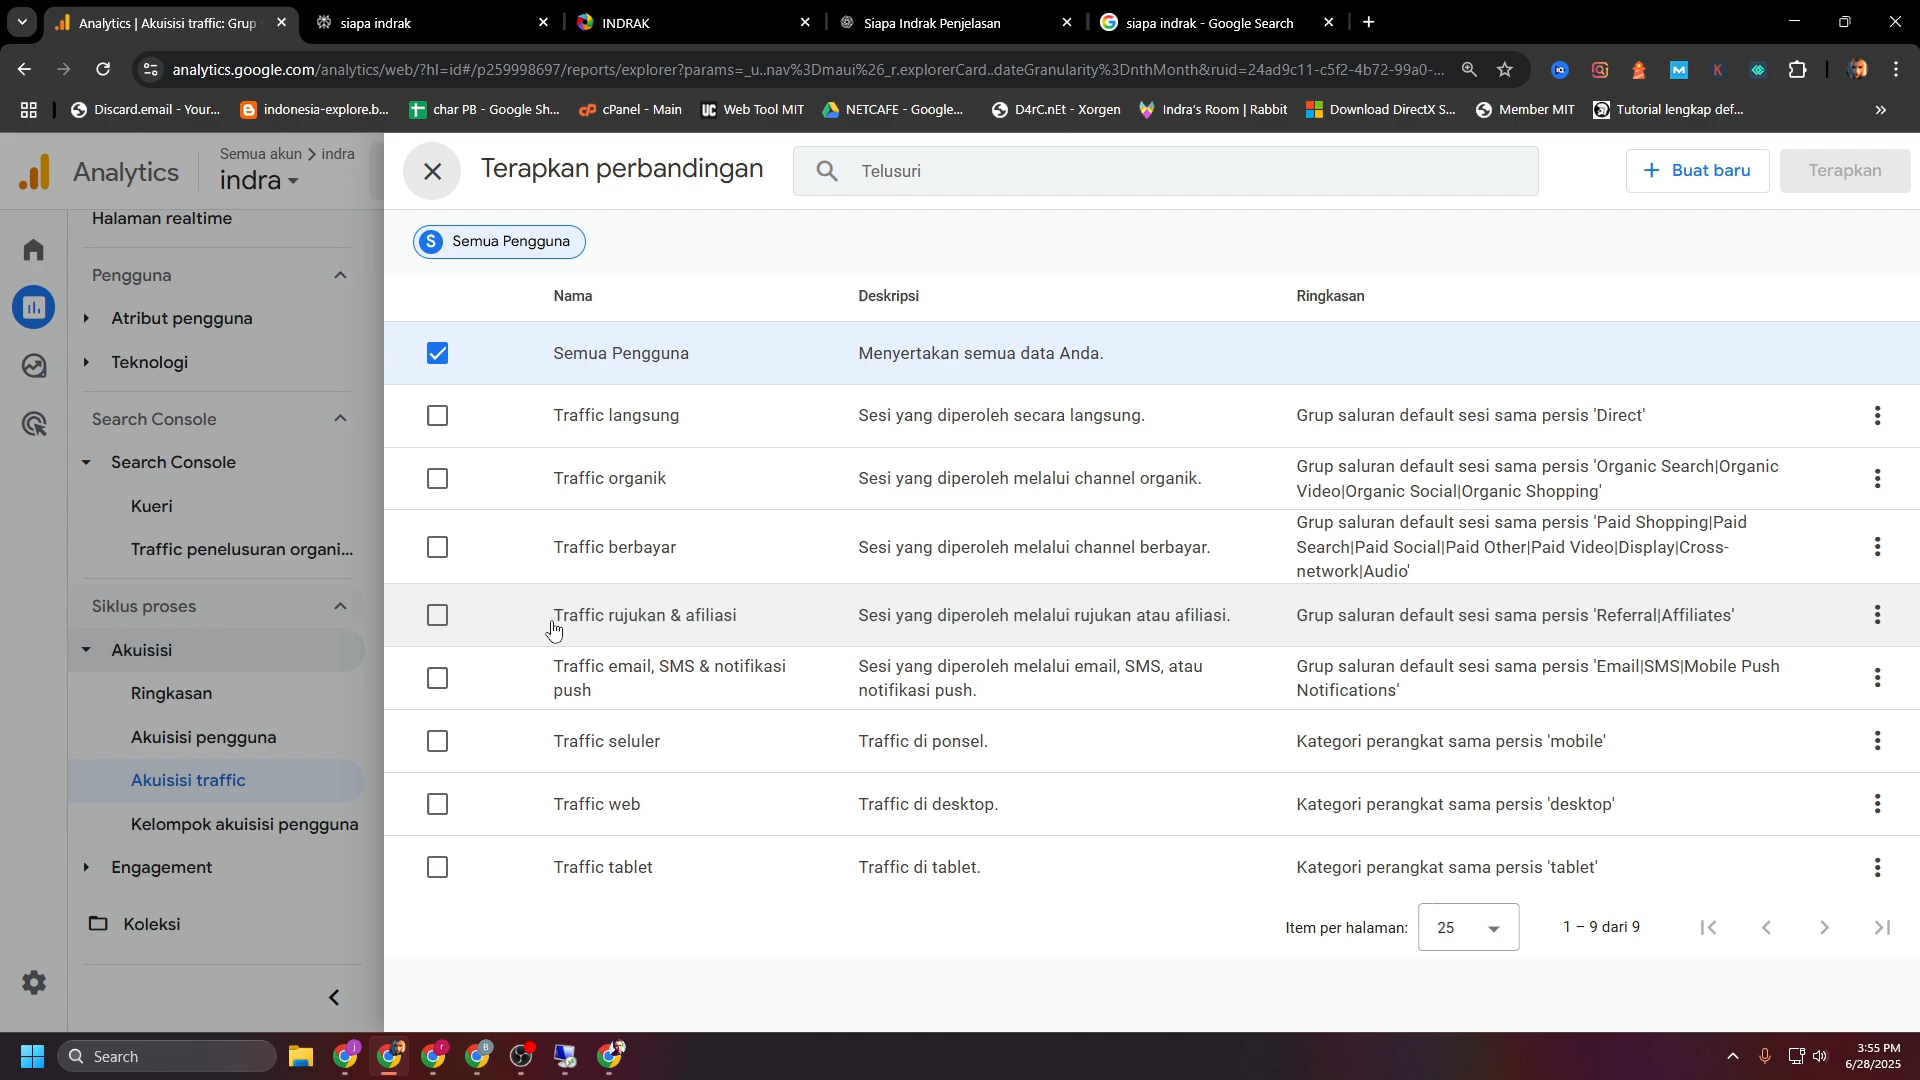 Analytics | Akuisisi traffic: Grup
siapa indrak
INDRAK
Siapa Indrak Penjelasan
siapa indrak - Google Search
analytics.google.com/analytics/web/?hl=id#/p259998697/reports/explorer?params=_u..nav%3Dmaui%26_r.explorerCard..dateGranularity%3DnthMonth&ruid=24ad9c11-c5f2-4b72-99a0-...
Discard.email - Your...
indonesia-explore.b...
char PB - Google Sh...
cPanel - Main
Web Tool MIT
NETCAFE - Google...
D4rC.nEt - Xorgen
Indra's Room | Rabbit
Download DirectX S...
Member MIT
Tutorial lengkap def...
Analytics
Semua akun > indra
indra
Terapkan perbandingan
Telusuri
Buat baru
Terapkan
Halaman realtime
Pengguna
Atribut pengguna
Teknologi
Search Console
Search Console
Kueri
Traffic penelusuran organi...
Siklus proses
Akuisisi
Ringkasan
Akuisisi pengguna
Akuisisi traffic
Kelompok akuisisi pengguna
Engagement
Koleksi
S Semua Pengguna
Nama Deskripsi Ringkasan
Semua Pengguna Menyertakan semua data Anda.
Traffic langsung Sesi yang diperoleh secara langsung. Grup saluran default sesi sama persis 'Direct'
Traffic organik Sesi yang diperoleh melalui channel organik. Grup saluran default sesi sama persis 'Organic Search|Organic
Video|Organic Social|Organic Shopping'
Traffic berbayar Sesi yang diperoleh melalui channel berbayar. Grup saluran default sesi sama persis 'Paid Shopping|Paid
Search|Paid Social|Paid Other|Paid Video|Display|Cross-
network|Audio'
Traffic rujukan & afiliasi Sesi yang diperoleh melalui rujukan atau afiliasi. Grup saluran default sesi sama persis 'Referral|Affiliates'
Traffic email, SMS & notifikasi
push
Sesi yang diperoleh melalui email, SMS, atau
notifikasi push.
Grup saluran default sesi sama persis 'Email|SMS|Mobile Push
Notifications'
Traffic seluler Traffic di ponsel. Kategori perangkat sama persis 'mobile'
Traffic web Traffic di desktop. Kategori perangkat sama persis 'desktop'
Traffic tablet Traffic di tablet. Kategori perangkat sama persis 'tablet'
Item per halaman: 25 1 – 9 dari 9
Search
3:55 PM
6/28/2025